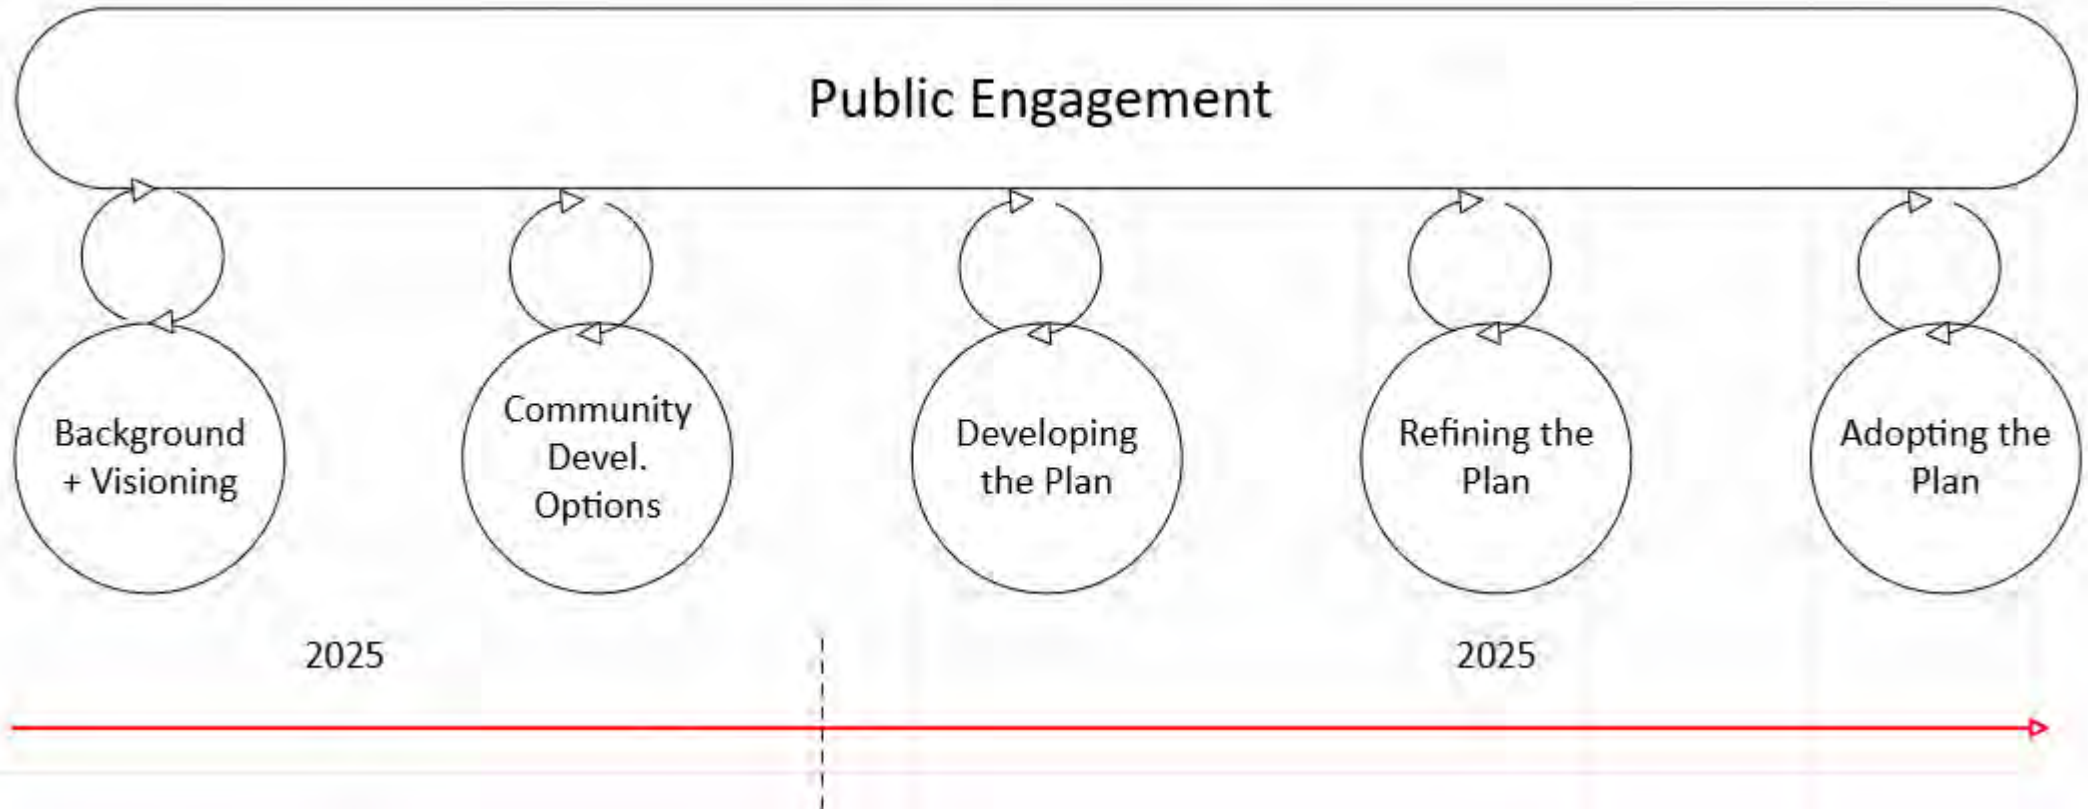 Public Engagement
Background
+ Visioning
Community
Devel.
Options
Developing
the Plan
Refining the
Plan
Adopting the
Plan
2025
2025